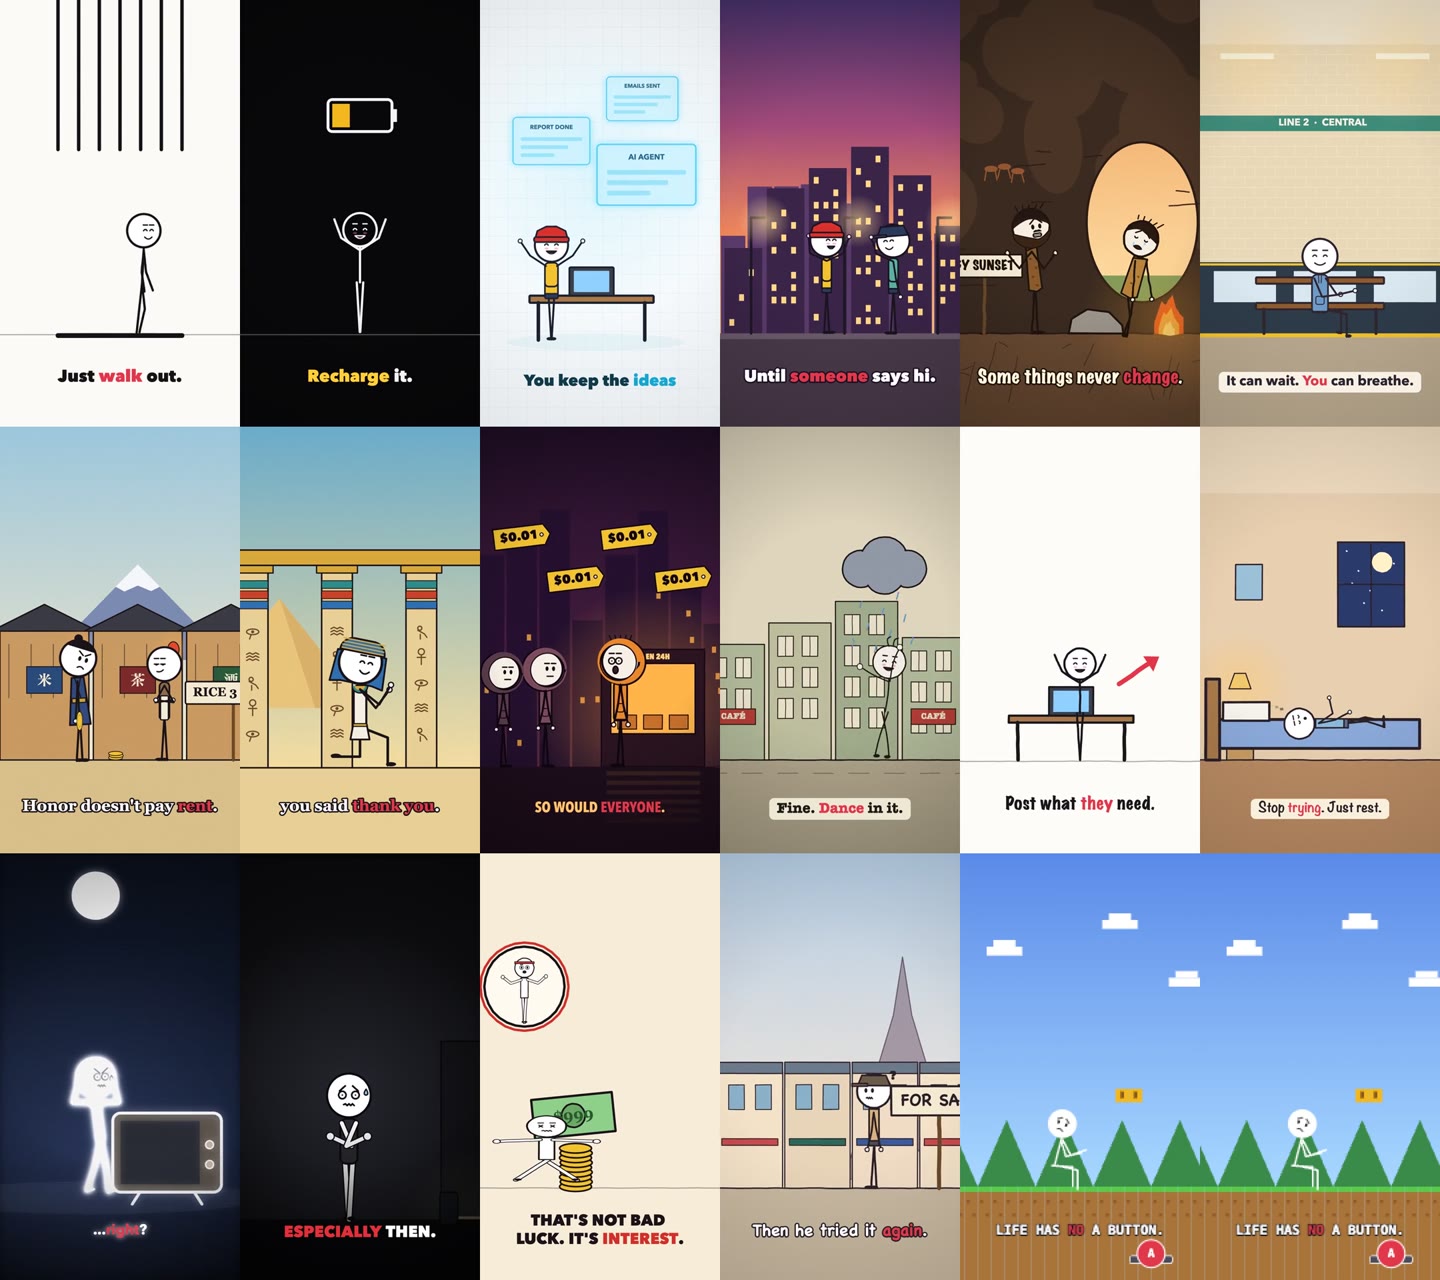 Just walk out.
Recharge it.
EMAILS SENT
REPORT DONE
AI AGENT
You keep the ideas
Until someone says hi.
Y SUNSET
Some things never change.
LINE 2 · CENTRAL
It can wait. You can breathe.
米
茶
RICE 3
Honor doesn't pay rent.
you said thank you.
$0.01
$0.01
$0.01
$0.01
EN 24H
SO WOULD EVERYONE.
CAFÉ
CAFÉ
Fine. Dance in it.
Post what they need.
Stop trying. Just rest.
...right?
ESPECIALLY THEN.
$999
THAT'S NOT BAD
LUCK. IT'S INTEREST.
?
FOR SA
Then he tried it again.
LIFE HAS NO A BUTTON.
A
LIFE HAS NO A BUTTON.
A